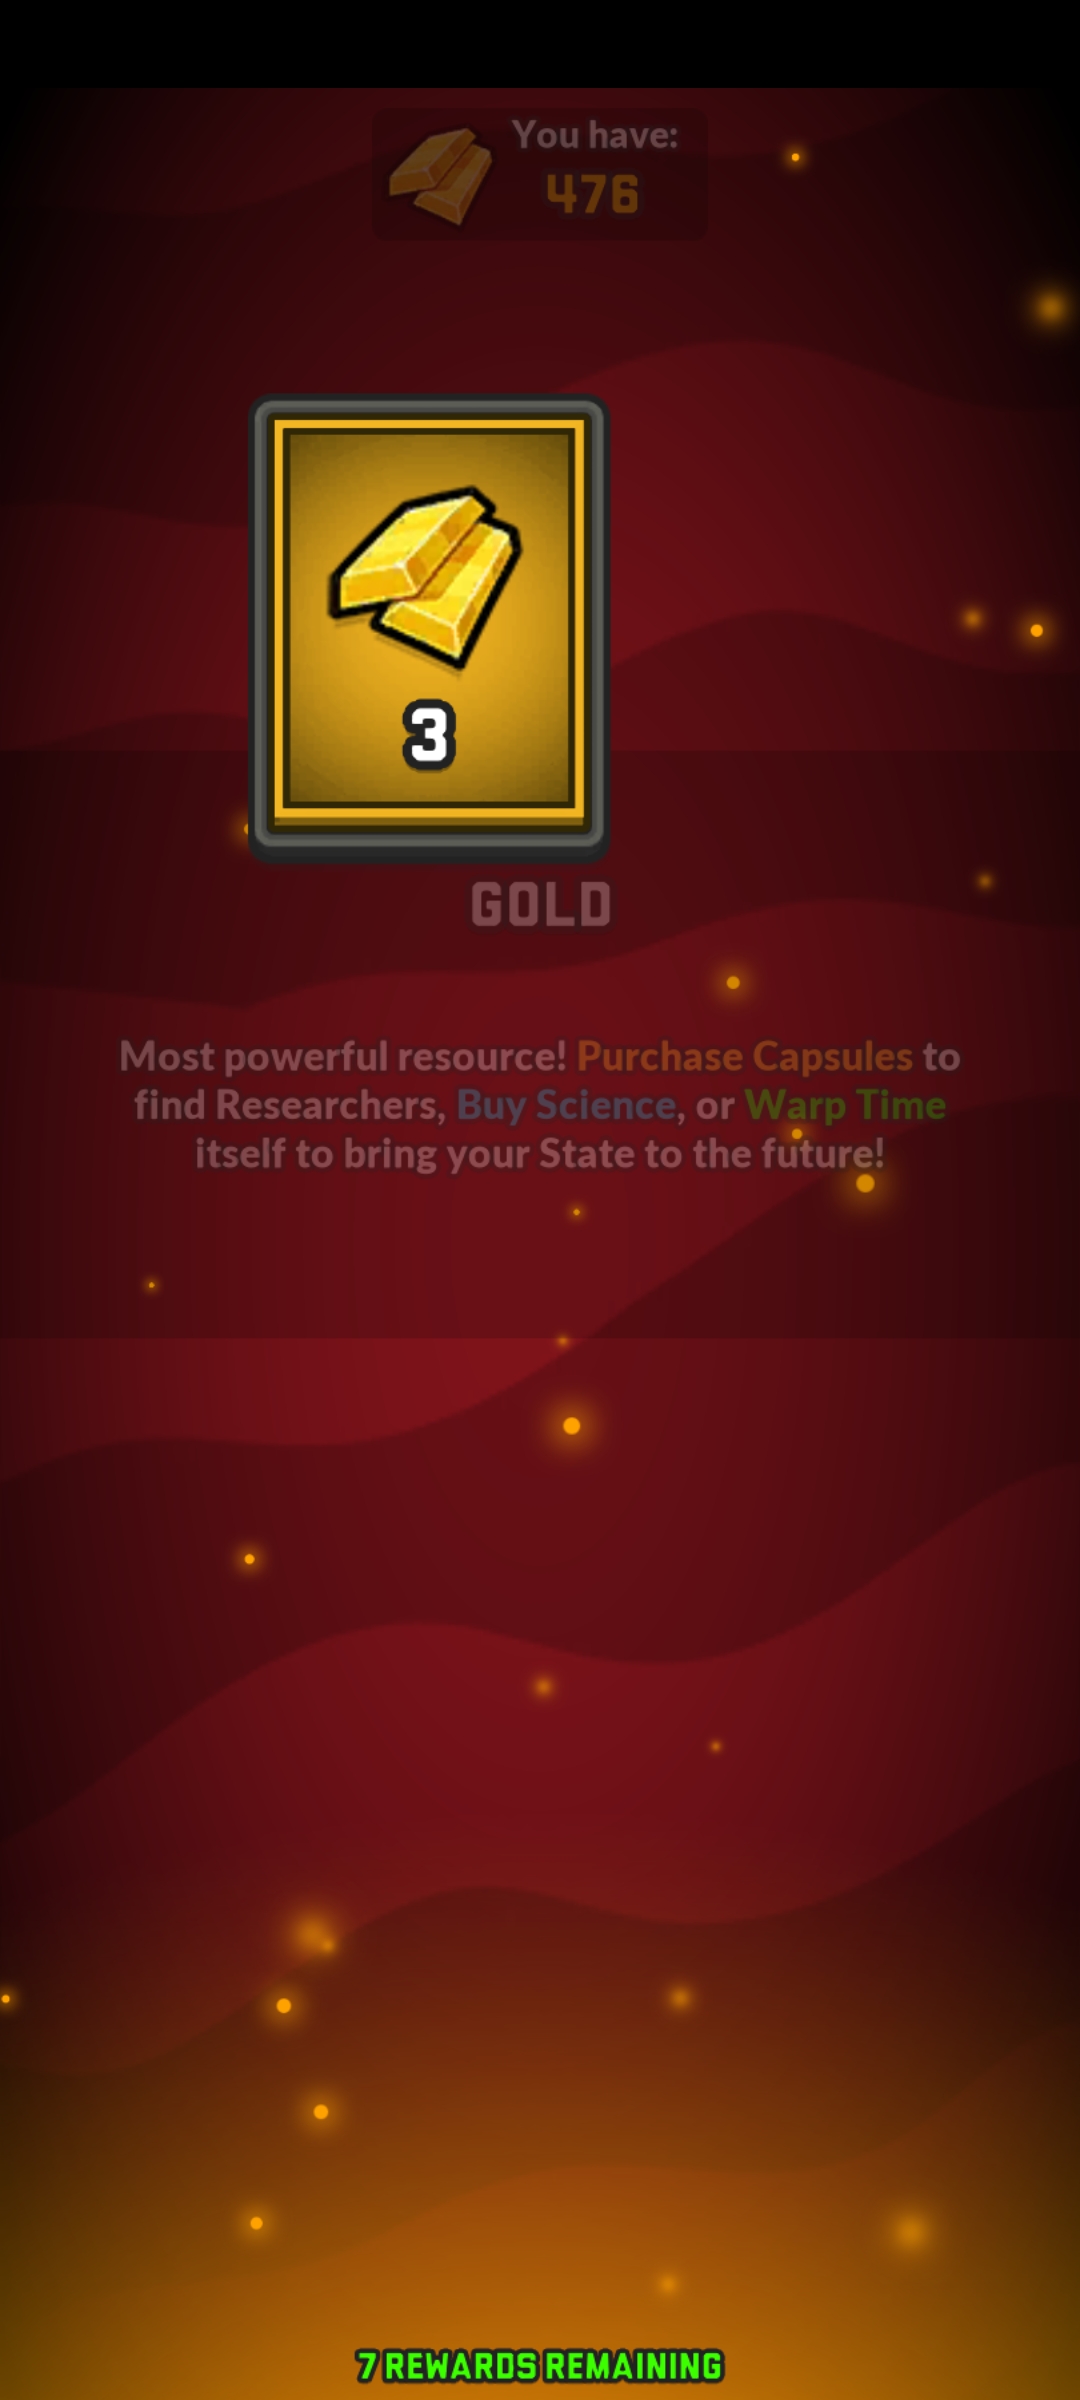 You have:
476
3
GOLD
Most powerful resource! Purchase Capsules to
find Researchers, Buy Science, or Warp Time
itself to bring your State to the future!
7 REWARDS REMAINING